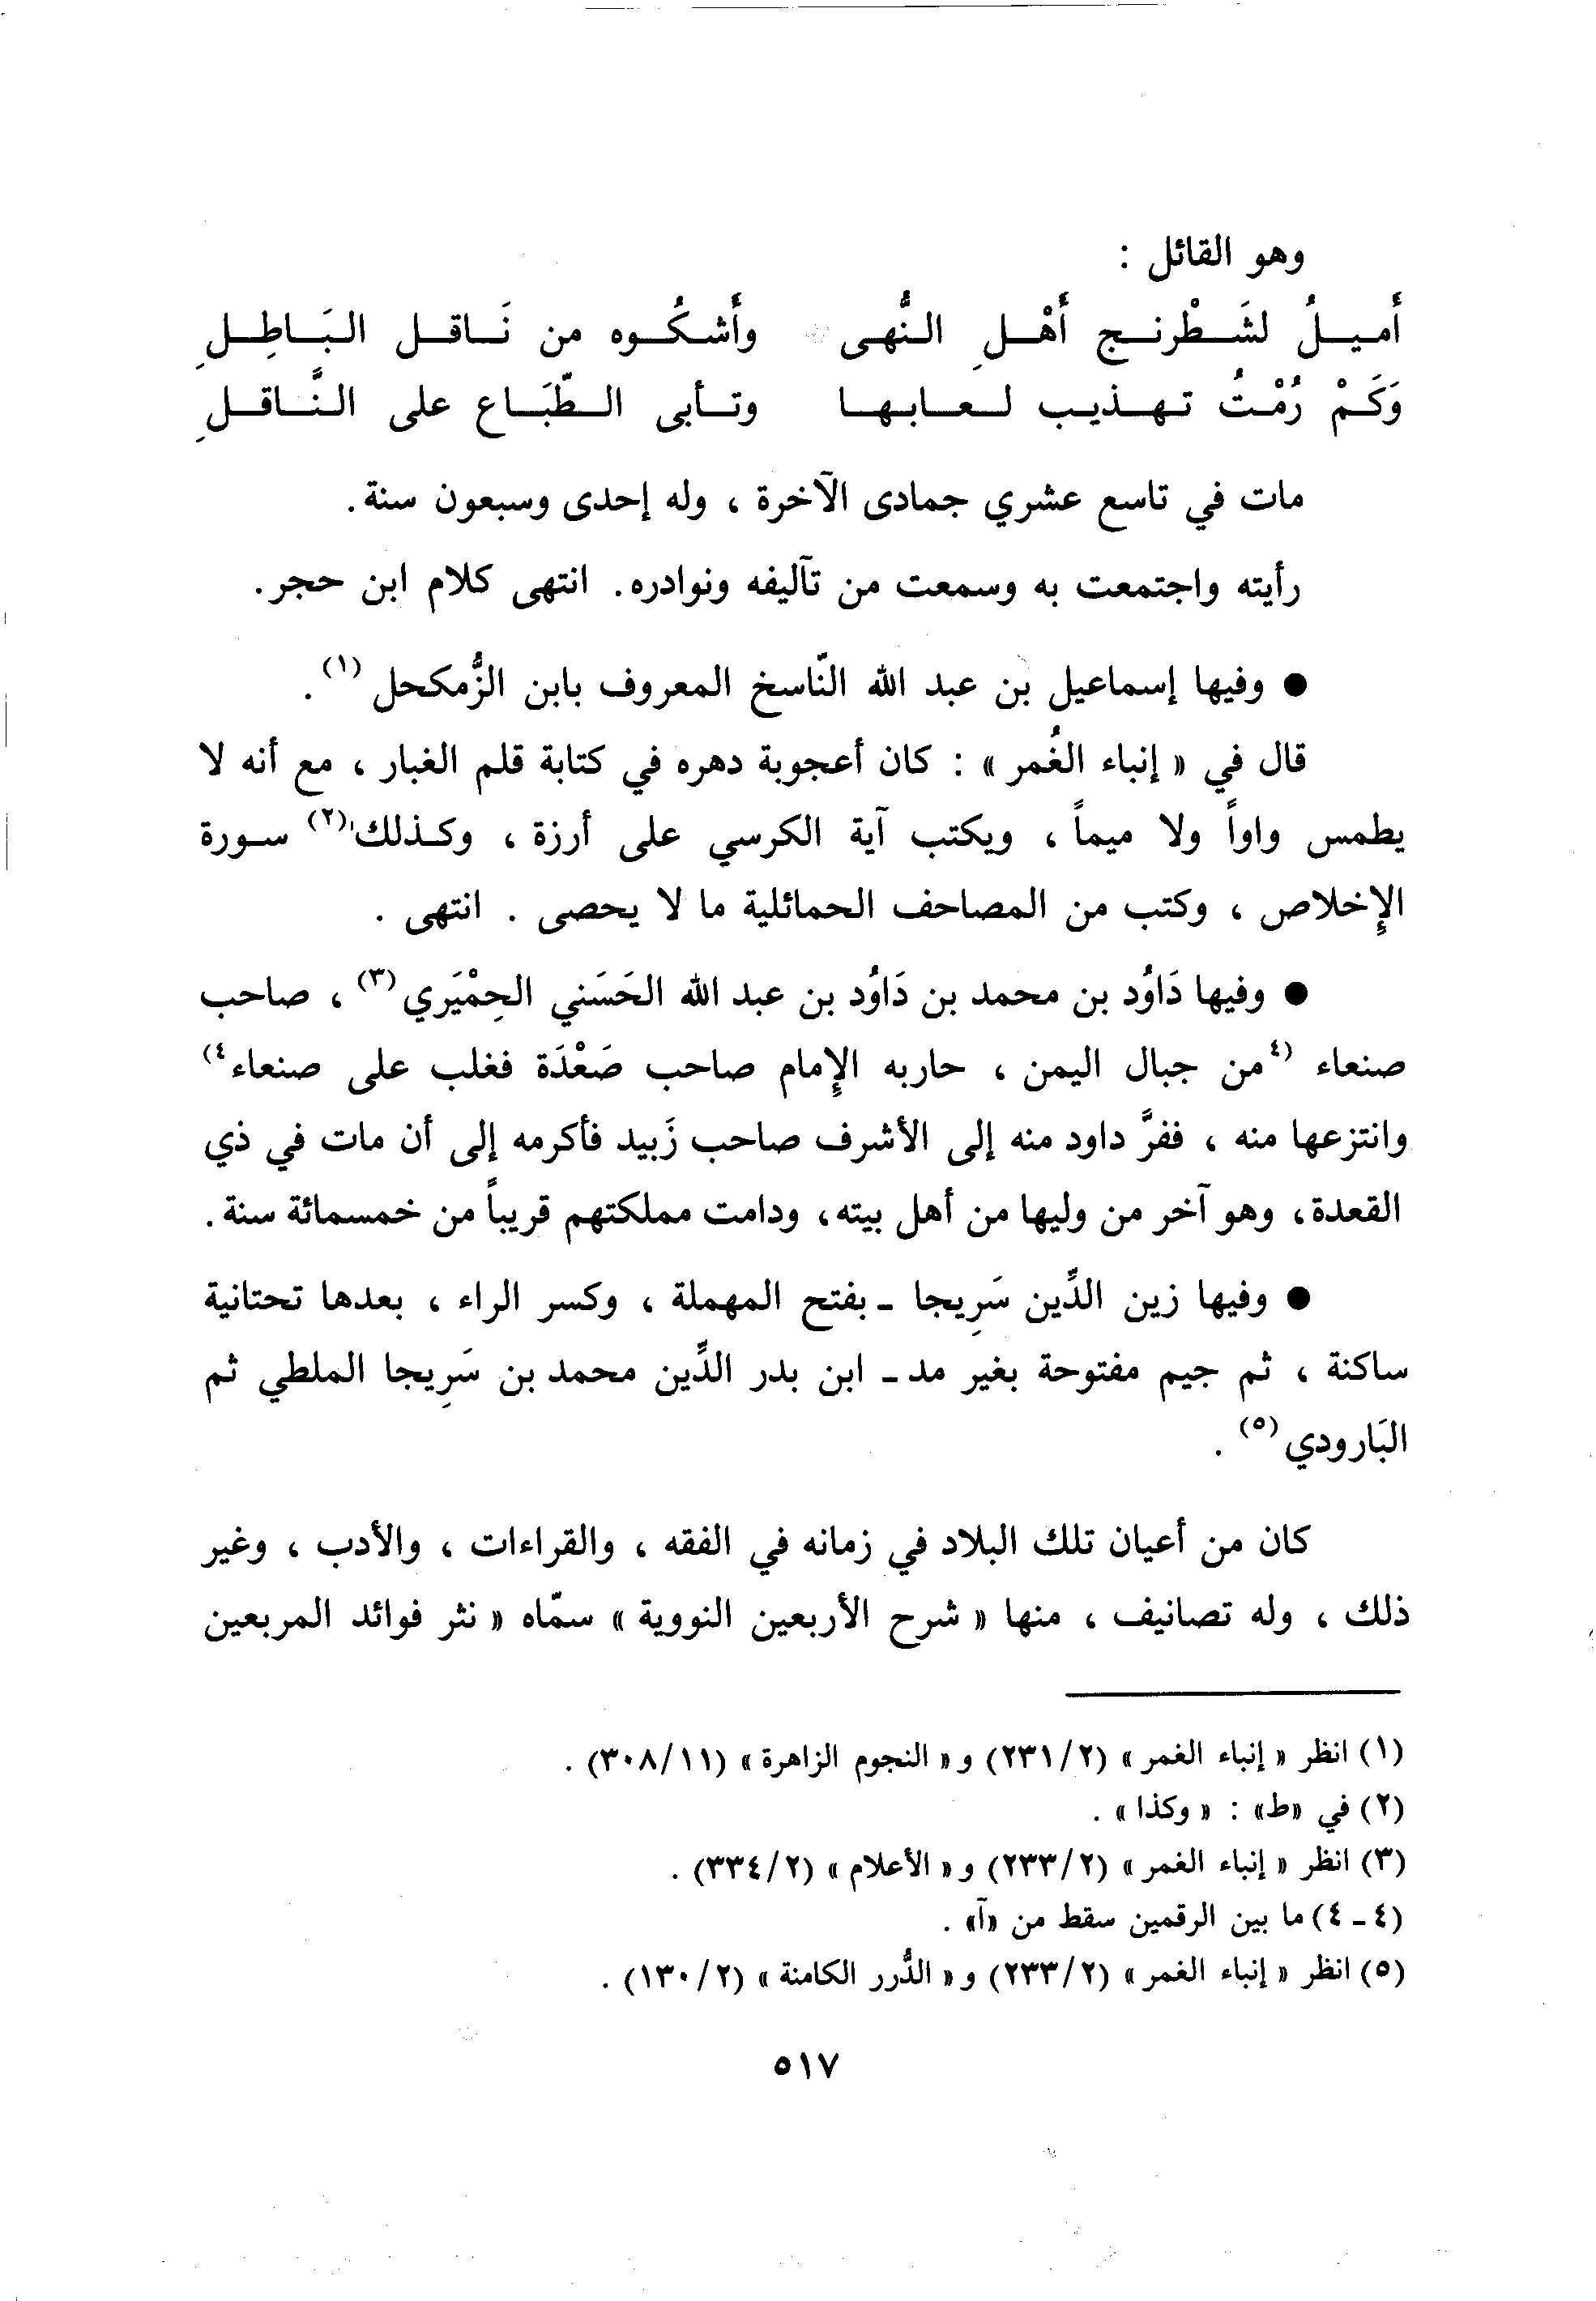 وهو القائل :
أَميلُ لشَطْرنج أَهْلِ النُّهى وأَشكُوه من نَاقل البَاطِلِ
وَكَمْ رُمْتُ تهذيب لعابها وتأبى الطِّبَاع على النَّاقلِ
مات في تاسع عشري جمادى الآخرة ، وله إحدى وسبعون سنة .
رأيته واجتمعت به وسمعت من تآليفه ونوادره . انتهى كلام ابن حجر .
● وفيها إسماعيل بن عبد الله النّاسخ المعروف بابن الزُّمكحل (١) .
قال في « إنباء الغُمر » : كان أعجوبة دهره في كتابة قلم الغبار ، مع أنه لا
يطمس واواً ولا ميماً ، ويكتب آية الكرسي على أرزة ، وكذلك (٢) سورة
الإخلاص ، وكتب من المصاحف الحمائلية ما لا يحصى . انتهى .
● وفيها دَاوُد بن محمد بن دَاوُد بن عبد الله الحَسَني الحِمْيَري (٣) ، صاحب
صنعاء (٤ من جبال اليمن ، حاربه الإمام صاحب صَعْدَة فغلب على صنعاء ٤)
وانتزعها منه ، ففرَّ داود منه إلى الأشرف صاحب زَبيد فأكرمه إلى أن مات في ذي
القعدة ، وهو آخر من وليها من أهل بيته ، ودامت مملكتهم قريباً من خمسمائة سنة .
● وفيها زين الدِّين سَرِيجا ـ بفتح المهملة ، وكسر الراء ، بعدها تحتانية
ساكنة ، ثم جيم مفتوحة بغير مد ـ ابن بدر الدِّين محمد بن سَرِيجا الملطي ثم
البَارودي (٥) .
كان من أعيان تلك البلاد في زمانه في الفقه ، والقراءات ، والأدب ، وغير
ذلك ، وله تصانيف ، منها « شرح الأربعين النووية » سمّاه « نثر فوائد المربعين
(١) انظر « إنباء الغمر » (٢٣١/٢) و « النجوم الزاهرة » (٣٠٨/١١) .
(٢) في «ط» : « وكذا » .
(٣) انظر « إنباء الغمر » (٢٣٣/٢) و « الأعلام » (٣٣٤/٢) .
(٤ ـ ٤) ما بين الرقمين سقط من «آ» .
(٥) انظر « إنباء الغمر » (٢٣٣/٢) و « الدُّرر الكامنة » (١٣٠/٢) .
٥١٧